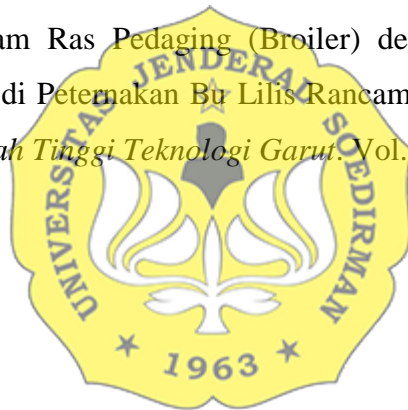 am Ras Pedaging (Broiler) de
di Peternakan Bu Lilis Rancam
ah Tinggi Teknologi Garut. Vol.
UNIVERSITAS JENDERAL SOEDIRMAN
★ 1963 ★